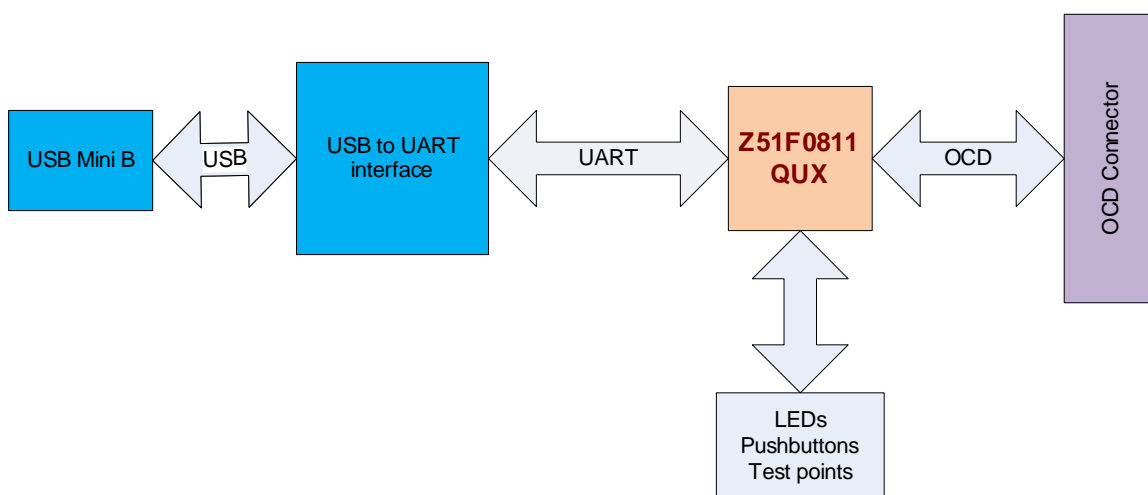 USB Mini B
USB
USB to UART
interface
UART
Z51F0811
QUX
OCD
OCD Connector
LEDs
Pushbuttons
Test points